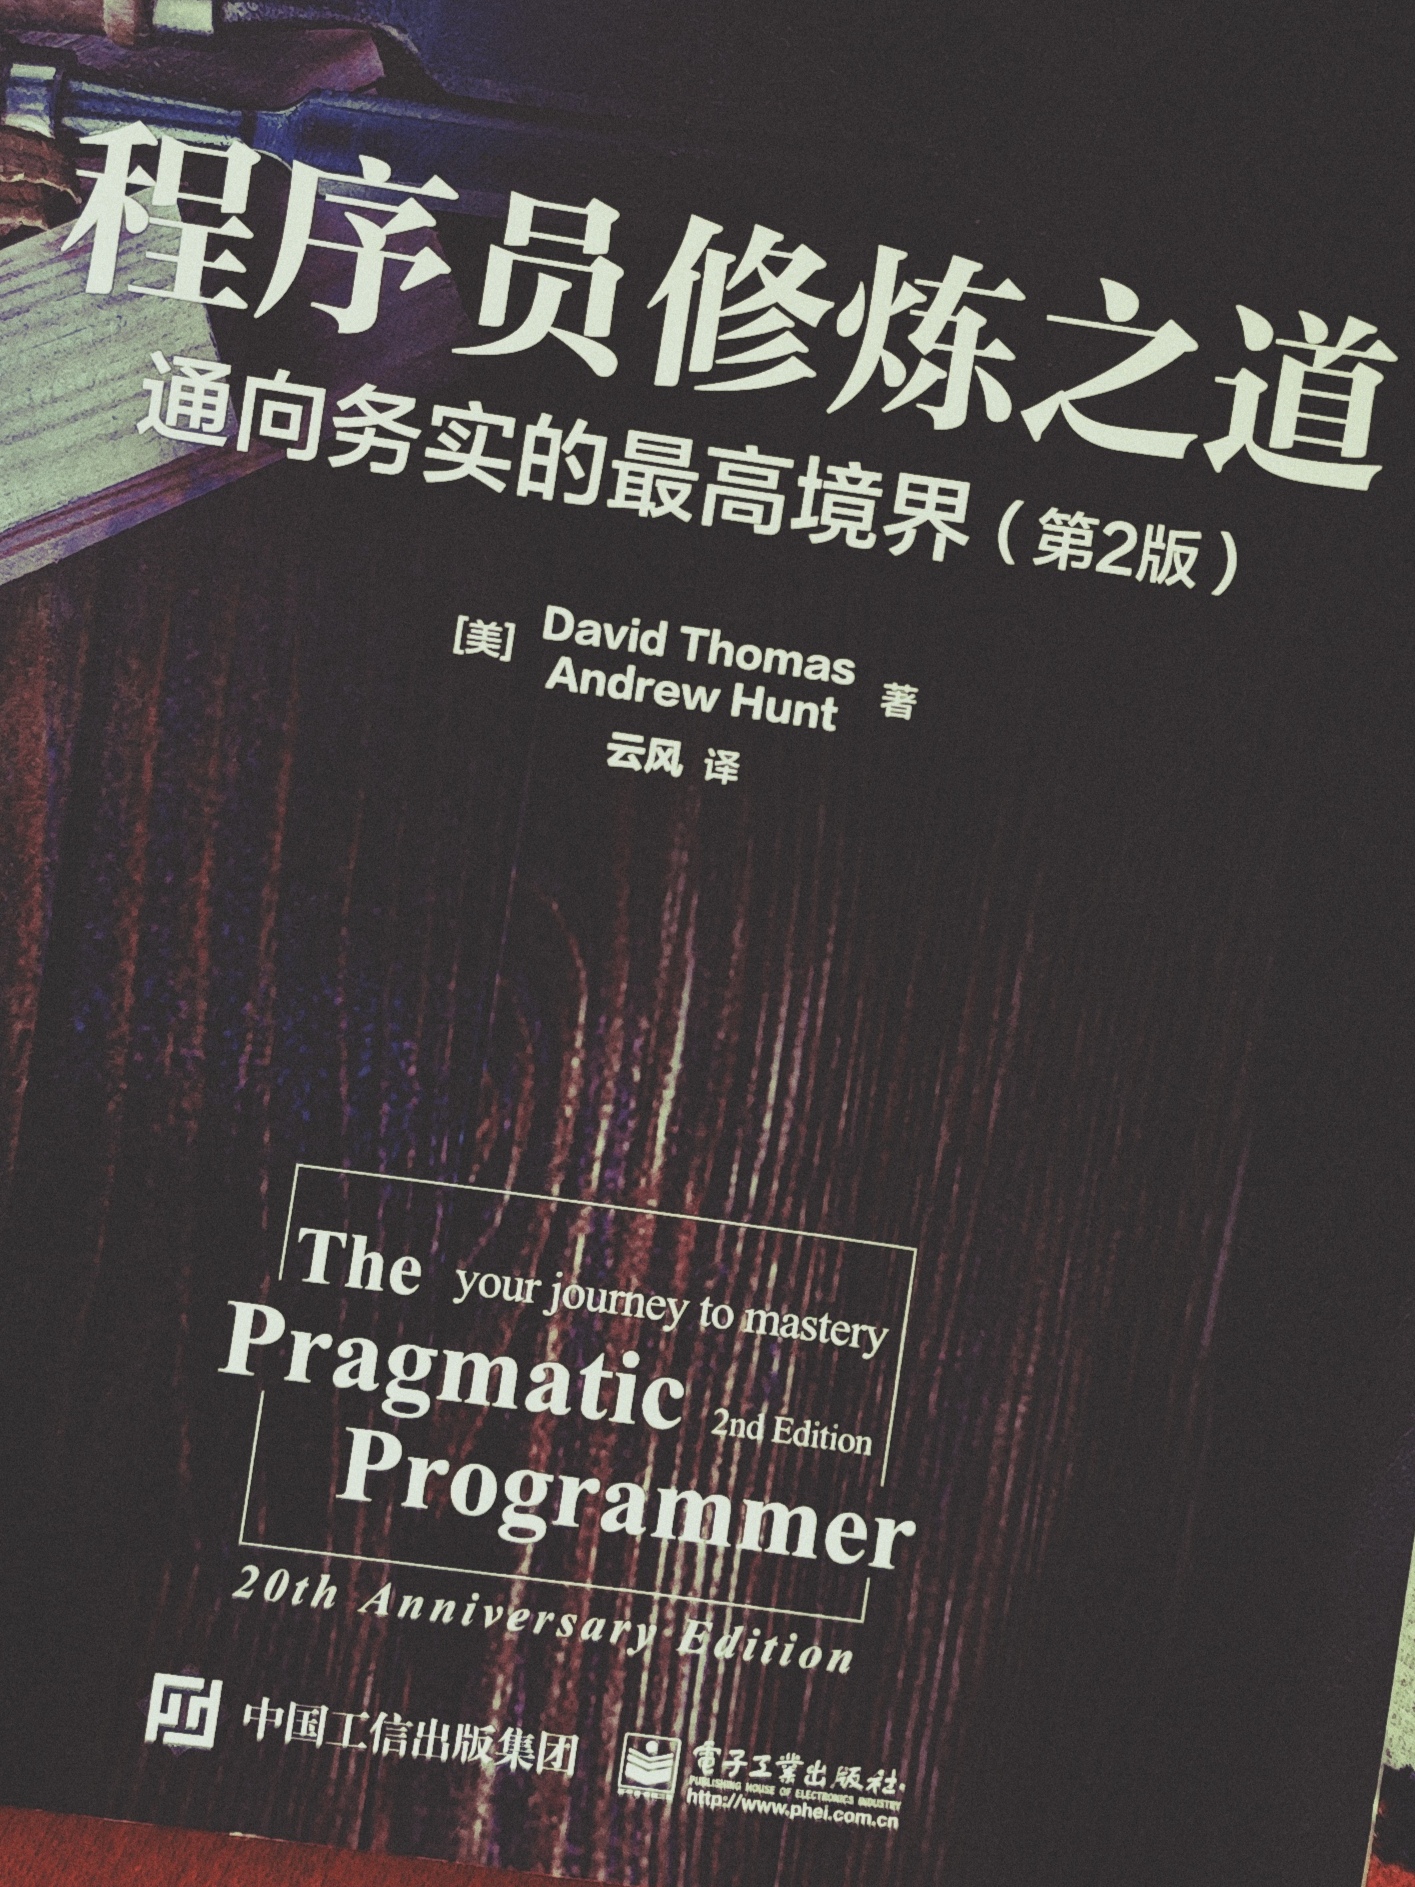 程序员修炼之道
通向务实的最高境界（第2版）
[美] David Thomas
Andrew Hunt 著
云风 译
The your journey to mastery
Pragmatic 2nd Edition
Programmer
20th Anniversary Edition
中国工信出版集团
電子工業出版社.
PUBLISHING HOUSE OF ELECTRONICS INDUSTRY
http://www.phei.com.cn